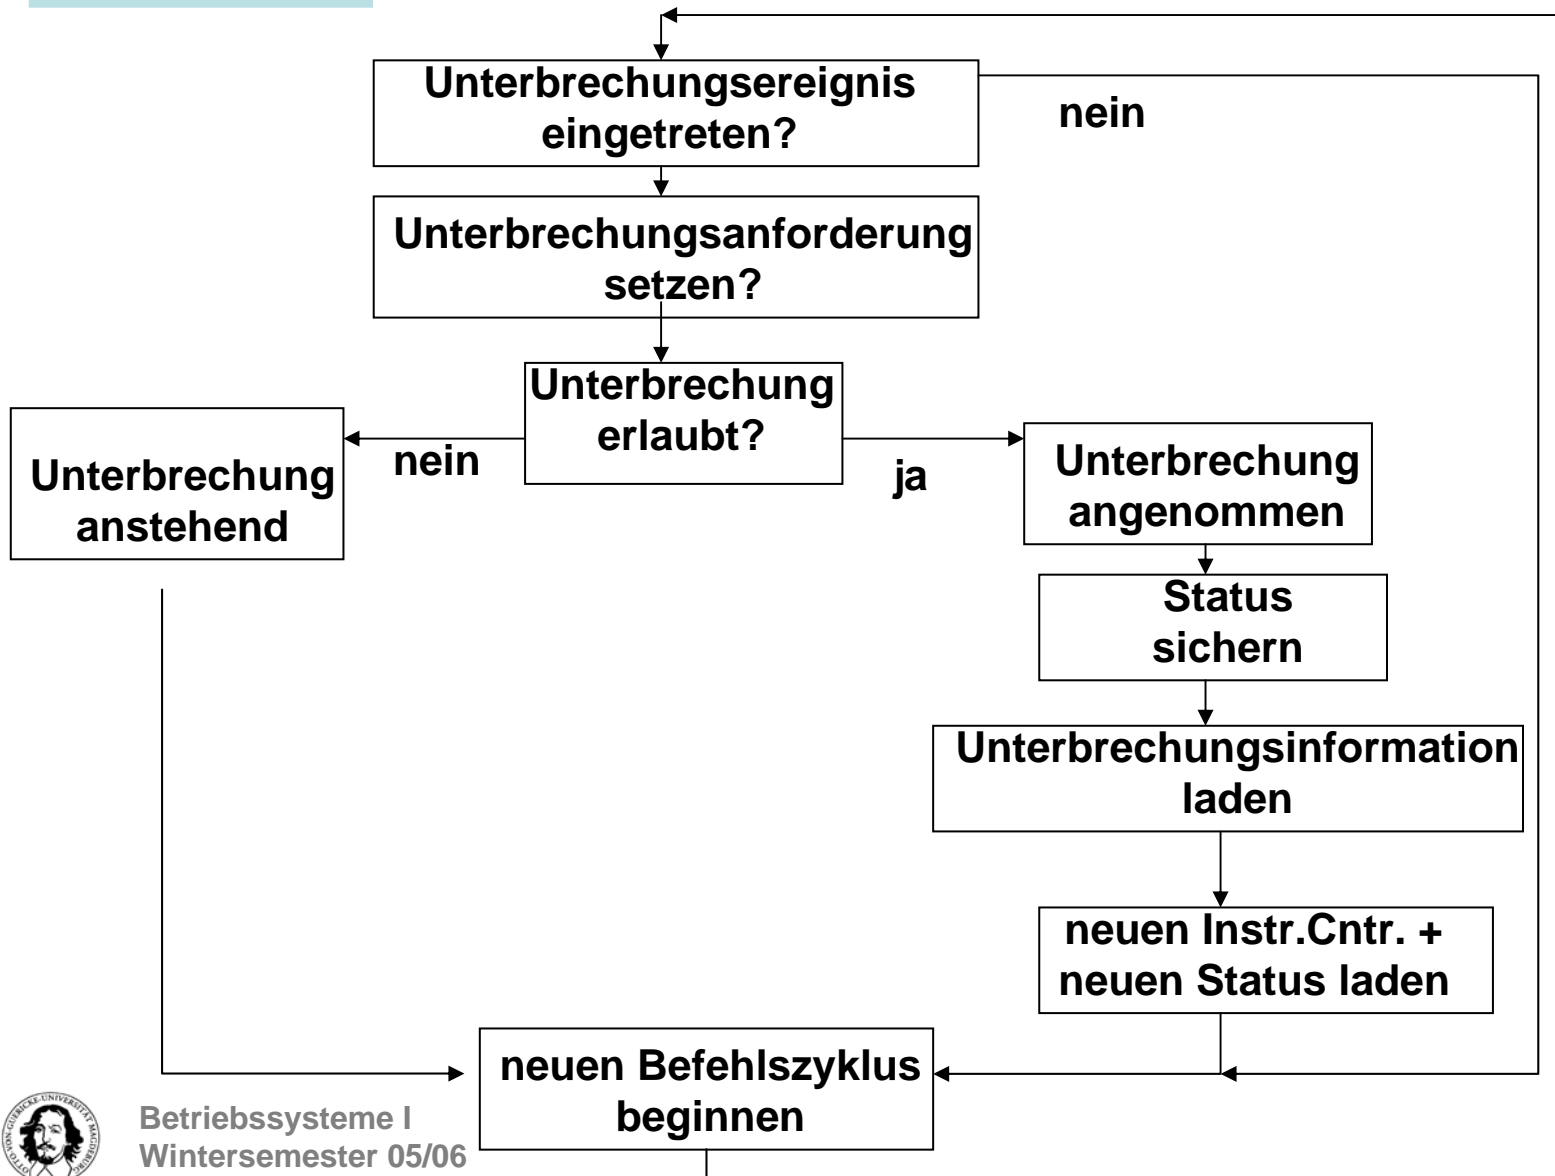 Unterbrechungsereignis
eingetreten?
nein
Unterbrechungsanforderung
setzen?
Unterbrechung
erlaubt?
nein
ja
Unterbrechung
anstehend
Unterbrechung
angenommen
Status
sichern
Unterbrechungsinformation
laden
neuen Instr.Cntr. +
neuen Status laden
neuen Befehlszyklus
beginnen
Betriebssysteme I
Wintersemester 05/06